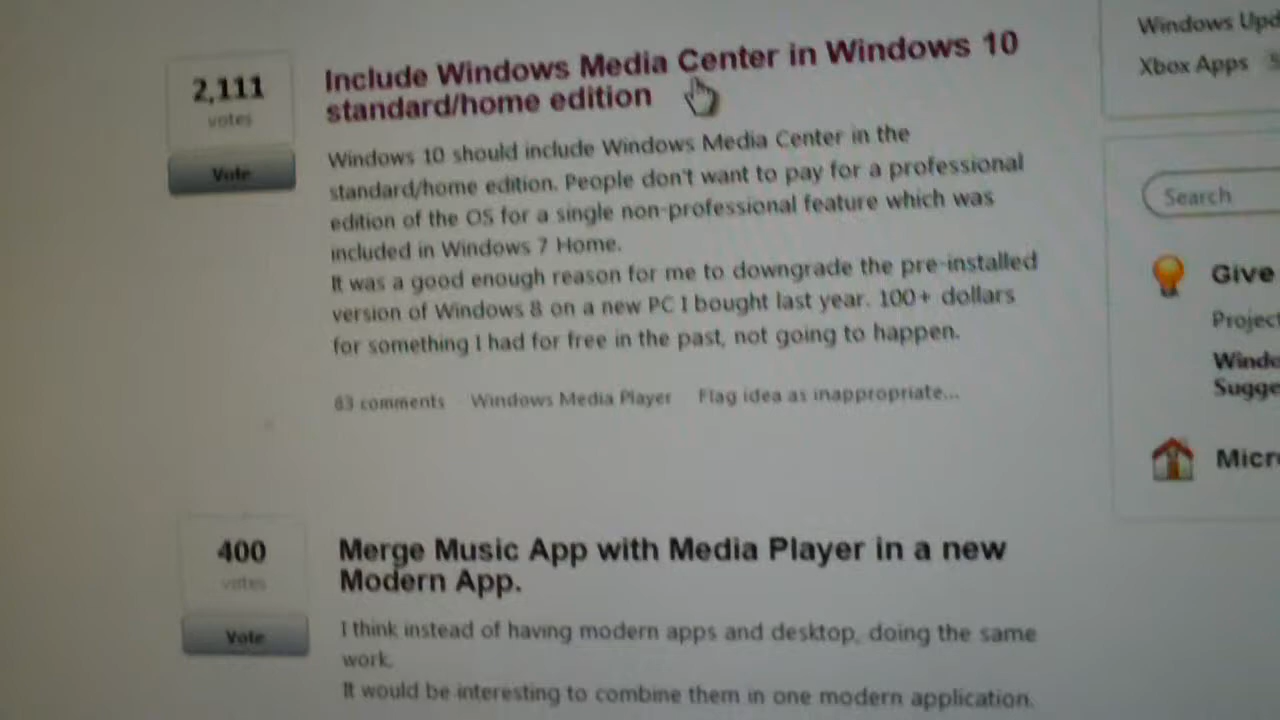 2,111
votes
Vote
Include Windows Media Center in Windows 10
standard/home edition
Windows 10 should include Windows Media Center in the
standard/home edition. People don't want to pay for a professional
edition of the OS for a single non-professional feature which was
included in Windows 7 Home.
It was a good enough reason for me to downgrade the pre-installed
version of Windows 8 on a new PC I bought last year. 100+ dollars
for something I had for free in the past, not going to happen.
83 comments Windows Media Player Flag idea as inappropriate...
400
votes
Vote
Merge Music App with Media Player in a new
Modern App.
I think instead of having modern apps and desktop, doing the same
work.
It would be interesting to combine them in one modern application.
Windows Upd
Xbox Apps
Search
Give
Project
Windo
Sugge
Micro